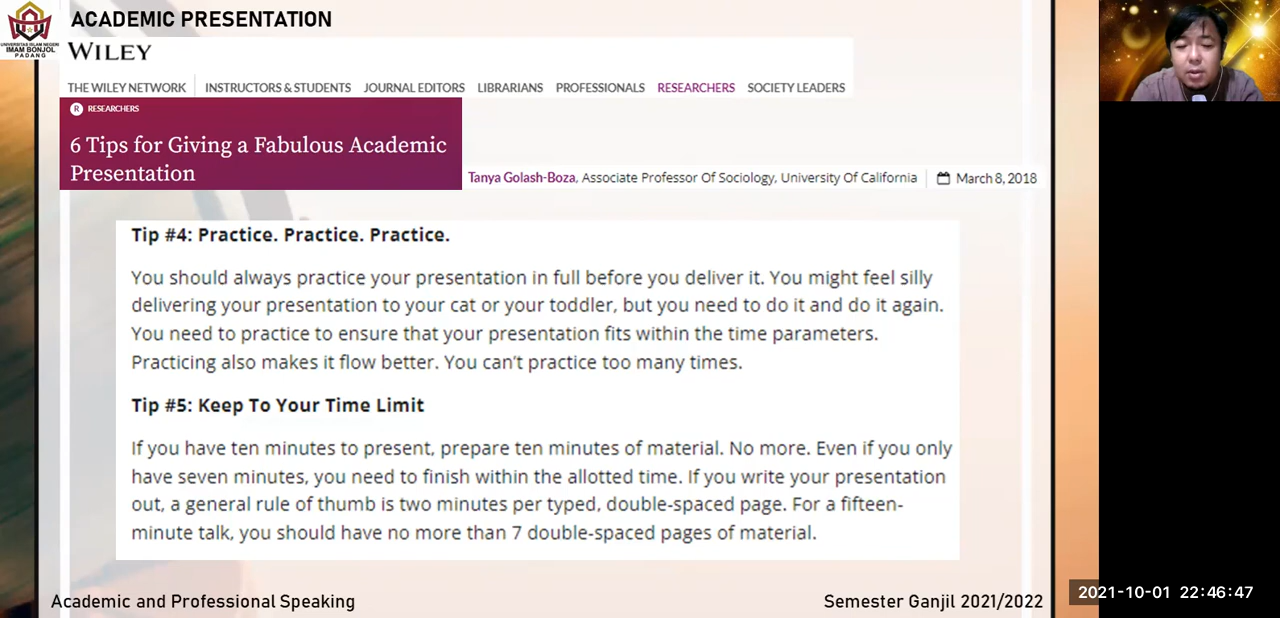 ACADEMIC PRESENTATION
UNIVERSITAS ISLAM NEGERI
IMAM BONJOL
PADANG
WILEY
THE WILEY NETWORK INSTRUCTORS & STUDENTS JOURNAL EDITORS LIBRARIANS PROFESSIONALS RESEARCHERS SOCIETY LEADERS
R RESEARCHERS
6 Tips for Giving a Fabulous Academic
Presentation
Tanya Golash-Boza, Associate Professor Of Sociology, University Of California March 8, 2018
Tip #4: Practice. Practice. Practice.
You should always practice your presentation in full before you deliver it. You might feel silly
delivering your presentation to your cat or your toddler, but you need to do it and do it again.
You need to practice to ensure that your presentation fits within the time parameters.
Practicing also makes it flow better. You can't practice too many times.
Tip #5: Keep To Your Time Limit
If you have ten minutes to present, prepare ten minutes of material. No more. Even if you only
have seven minutes, you need to finish within the allotted time. If you write your presentation
out, a general rule of thumb is two minutes per typed, double-spaced page. For a fifteen-
minute talk, you should have no more than 7 double-spaced pages of material.
Academic and Professional Speaking
Semester Ganjil 2021/2022
2021-10-01 22:46:47